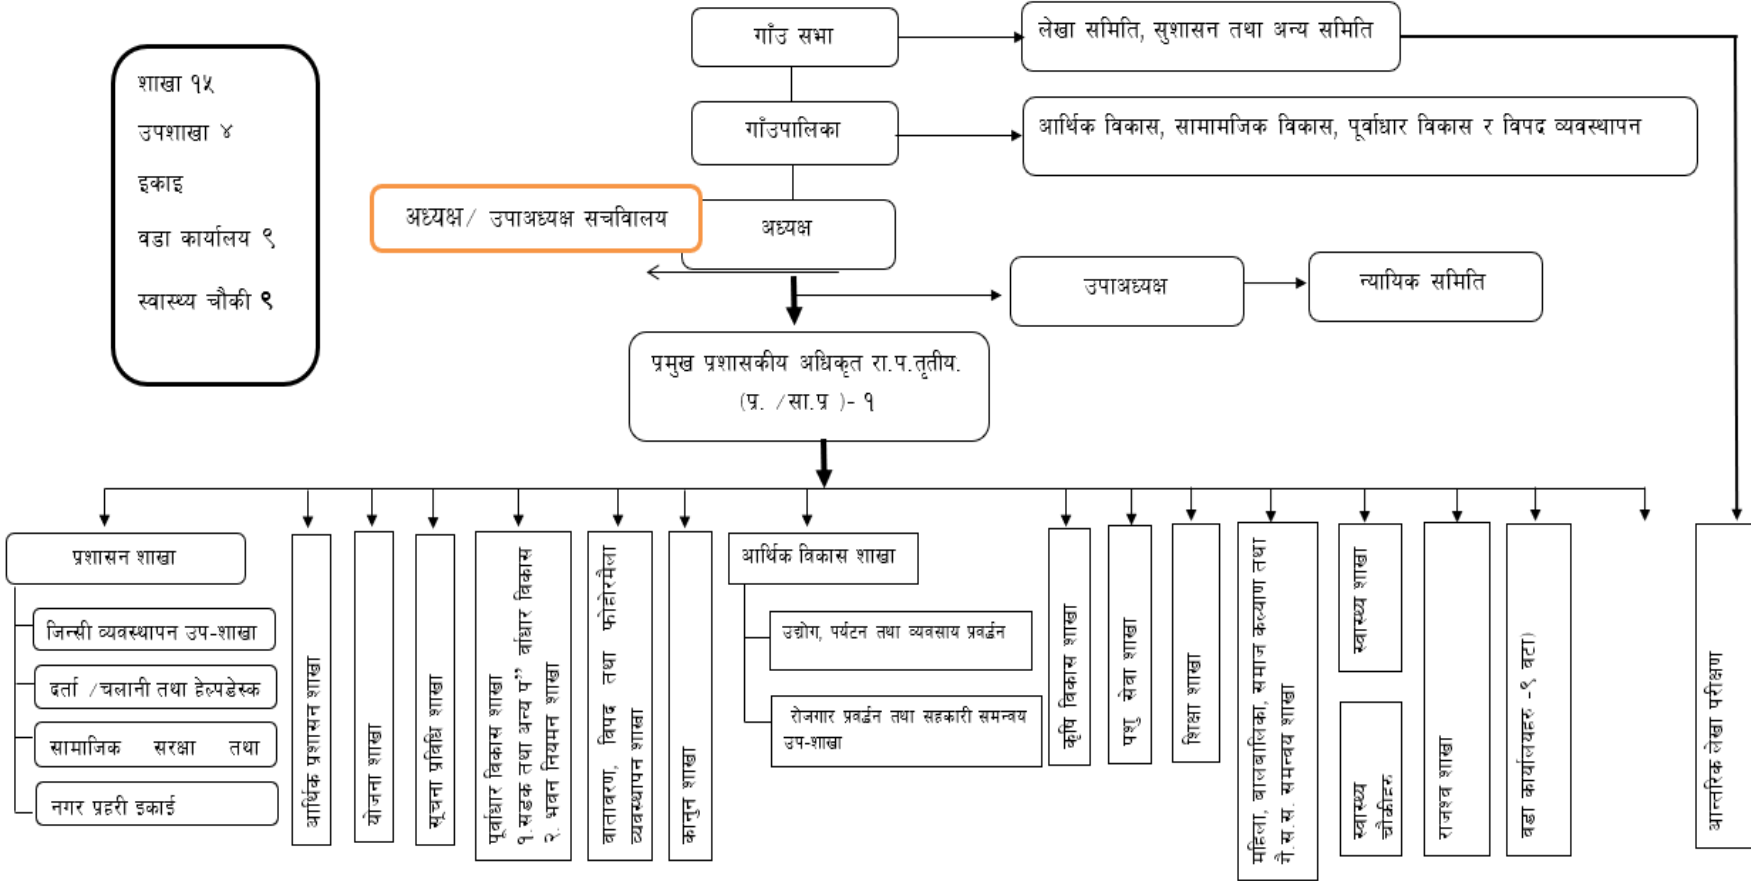 गाँउ सभा
लेखा समिति, सुशासन तथा अन्य समिति
शाखा १५
उपशाखा ४
इकाइ
वडा कार्यालय ९
स्वास्थ्य चौकी ९
गाँउपालिका
आर्थिक विकास, सामामजिक विकास, पूर्वाधार विकास र विपद व्यवस्थापन
अध्यक्ष/ उपाअध्यक्ष सचविालय
अध्यक्ष
उपाअध्यक्ष
न्यायिक समिति
प्रमुख प्रशासकीय अधिकृत रा.प.तृतीय.
(प्र. /सा.प्र )- १
प्रशासन शाखा
जिन्सी व्यवस्थापन उप-शाखा
दर्ता /चलानी तथा हेल्पडेस्क
सामाजिक सरक्षा तथा
नगर प्रहरी इकाई
आर्थिक प्रशासन शाखा
योजना शाखा
सूचना प्रविधि शाखा
पूर्वाधार विकास शाखा
१.सडक तथा अन्य प” र्वाधार विकास
२. भवन नियमन शाखा
वातावरण, विपद तथा फोहोरमैला
व्यवस्थापन शाखा
कानुन शाखा
आर्थिक विकास शाखा
उद्योग, पर्यटन तथा व्यवसाय प्रवर्द्धन
रोजगार प्रवर्द्धन तथा सहकारी समन्वय
उप-शाखा
कृषि विकास शाखा
पशु सेवा शाखा
शिक्षा शाखा
महिला, बालबालिका, समाज कल्याण तथा
गै.स.स. समन्वय शाखा
स्वास्थ्य शाखा
स्वास्थ्य
चौकीहरु
राजश्व शाखा
वडा कार्यालयहरु -९ वटा)
आन्तरिक लेखा परीक्षण